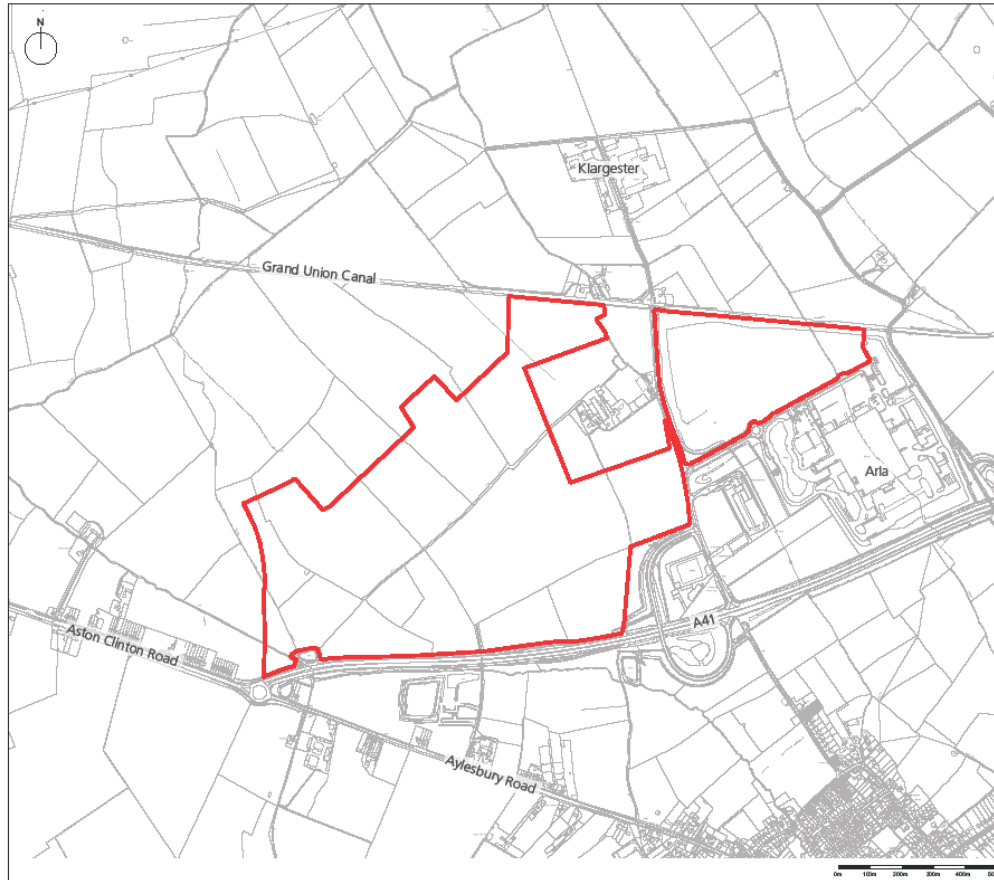 N
Klargester
Grand Union Canal
Arla
A41
Aston Clinton Road
Aylesbury Road
0m 100m 200m 300m 400m